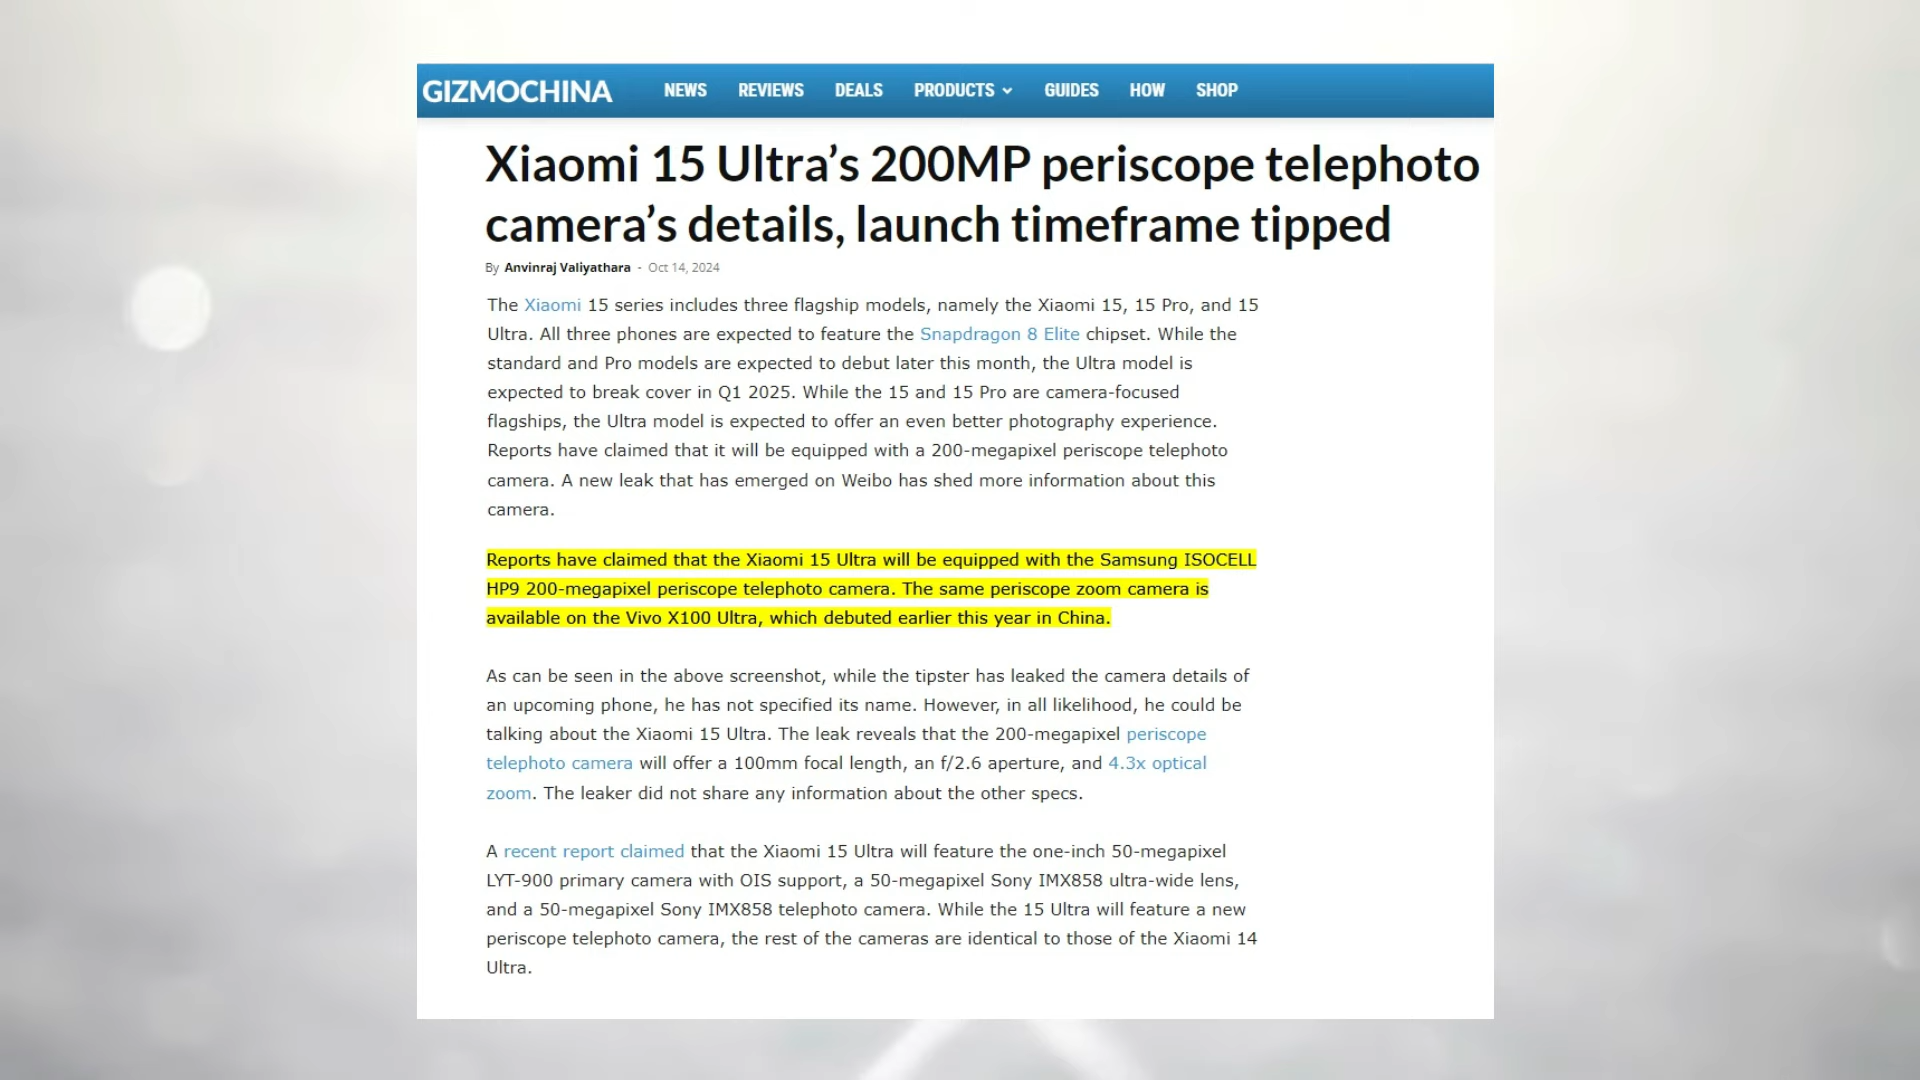 GIZMOCHINA NEWS REVIEWS DEALS PRODUCTS GUIDES HOW SHOP
Xiaomi 15 Ultra’s 200MP periscope telephoto
camera’s details, launch timeframe tipped
By Anvinraj Valiyathara - Oct 14, 2024
The Xiaomi 15 series includes three flagship models, namely the Xiaomi 15, 15 Pro, and 15
Ultra. All three phones are expected to feature the Snapdragon 8 Elite chipset. While the
standard and Pro models are expected to debut later this month, the Ultra model is
expected to break cover in Q1 2025. While the 15 and 15 Pro are camera-focused
flagships, the Ultra model is expected to offer an even better photography experience.
Reports have claimed that it will be equipped with a 200-megapixel periscope telephoto
camera. A new leak that has emerged on Weibo has shed more information about this
camera.
Reports have claimed that the Xiaomi 15 Ultra will be equipped with the Samsung ISOCELL
HP9 200-megapixel periscope telephoto camera. The same periscope zoom camera is
available on the Vivo X100 Ultra, which debuted earlier this year in China.
As can be seen in the above screenshot, while the tipster has leaked the camera details of
an upcoming phone, he has not specified its name. However, in all likelihood, he could be
talking about the Xiaomi 15 Ultra. The leak reveals that the 200-megapixel periscope
telephoto camera will offer a 100mm focal length, an f/2.6 aperture, and 4.3x optical
zoom. The leaker did not share any information about the other specs.
A recent report claimed that the Xiaomi 15 Ultra will feature the one-inch 50-megapixel
LYT-900 primary camera with OIS support, a 50-megapixel Sony IMX858 ultra-wide lens,
and a 50-megapixel Sony IMX858 telephoto camera. While the 15 Ultra will feature a new
periscope telephoto camera, the rest of the cameras are identical to those of the Xiaomi 14
Ultra.